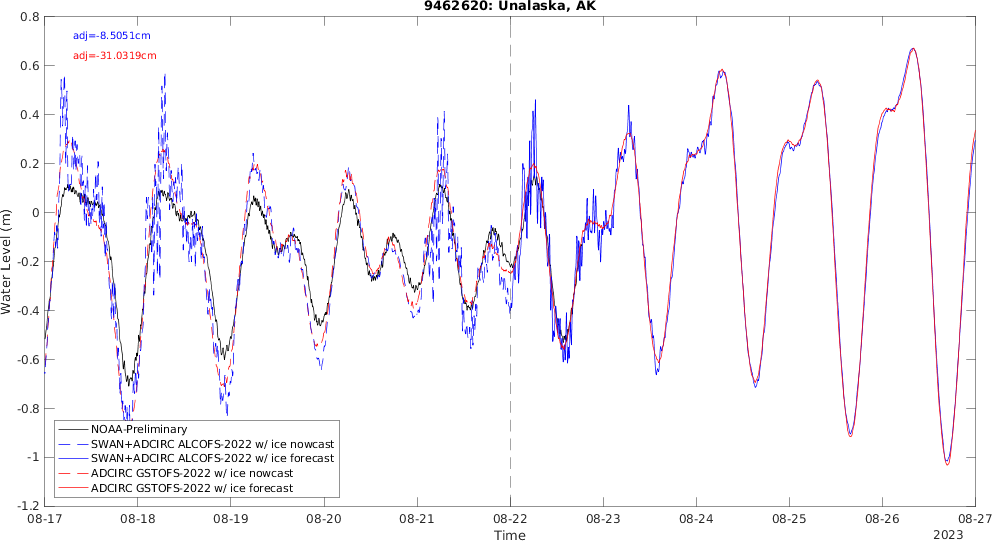 9462620: Unalaska, AK
adj=-8.5051cm
adj=-31.0319cm
Water Level (m)
0.8
0.6
0.4
0.2
0
-0.2
-0.4
-0.6
-0.8
-1
-1.2
NOAA-Preliminary
SWAN+ADCIRC ALCOFS-2022 w/ ice nowcast
SWAN+ADCIRC ALCOFS-2022 w/ ice forecast
ADCIRC GSTOFS-2022 w/ ice nowcast
ADCIRC GSTOFS-2022 w/ ice forecast
08-17 08-18 08-19 08-20 08-21 08-22 08-23 08-24 08-25 08-26 08-27
Time
2023